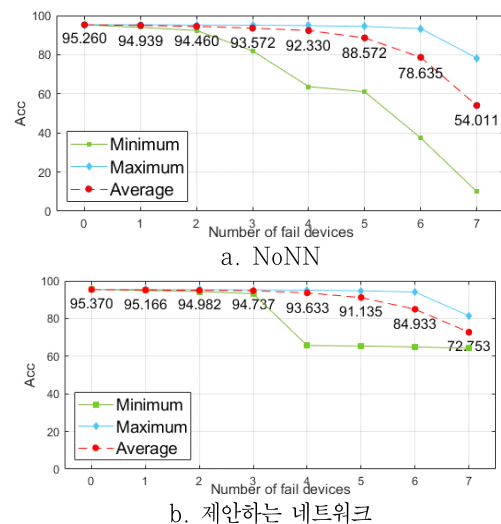 100
80
60
40
20
0
Acc
95.260 94.939 94.460 93.572 92.330 88.572 78.635 54.011
Minimum
Maximum
Average
0 1 2 3 4 5 6 7
Number of fail devices
a. NoNN
100
80
60
40
20
0
Acc
95.370 95.166 94.982 94.737 93.633 91.135 84.933 72.753
Minimum
Maximum
Average
0 1 2 3 4 5 6 7
Number of fail devices
b. 제안하는 네트워크